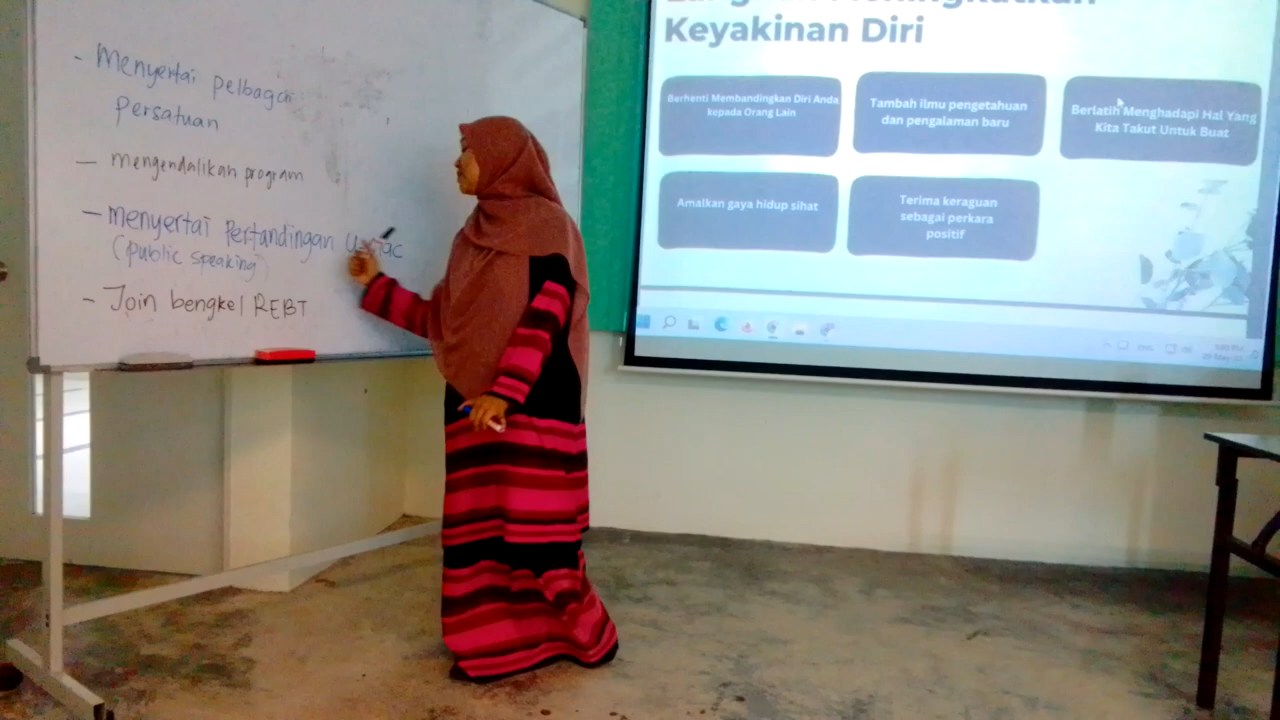 - Menyertai pelbagai
persatuan
- mengendalikan program
- menyertai Pertandingan
(public speaking)
- Join bengkel REBT
Meningkatkan
Keyakinan Diri
Berhenti Membandingkan Diri Anda
kepada Orang Lain
Tambah ilmu pengetahuan
dan pengalaman baru
Berlatih Menghadapi Hal Yang
Kita Takut Untuk Buat
Amalkan gaya hidup sihat
Terima keraguan
sebagai perkara
positif